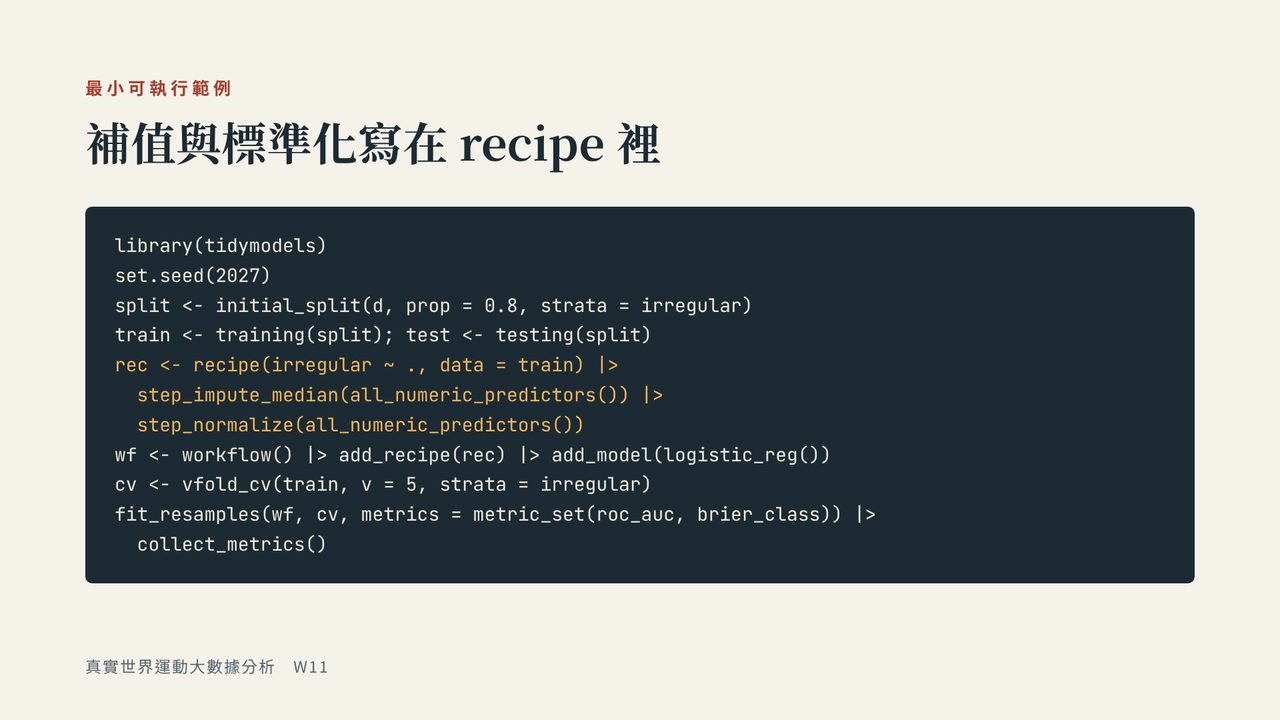 最小可執行範例
補值與標準化寫在 recipe 裡
library(tidymodels)
set.seed(2027)
split <- initial_split(d, prop = 0.8, strata = irregular)
train <- training(split); test <- testing(split)
rec <- recipe(irregular ~ ., data = train) |>
  step_impute_median(all_numeric_predictors()) |>
  step_normalize(all_numeric_predictors())
wf <- workflow() |> add_recipe(rec) |> add_model(logistic_reg())
cv <- vfold_cv(train, v = 5, strata = irregular)
fit_resamples(wf, cv, metrics = metric_set(roc_auc, brier_class)) |>
  collect_metrics()
真實世界運動大數據分析 W11